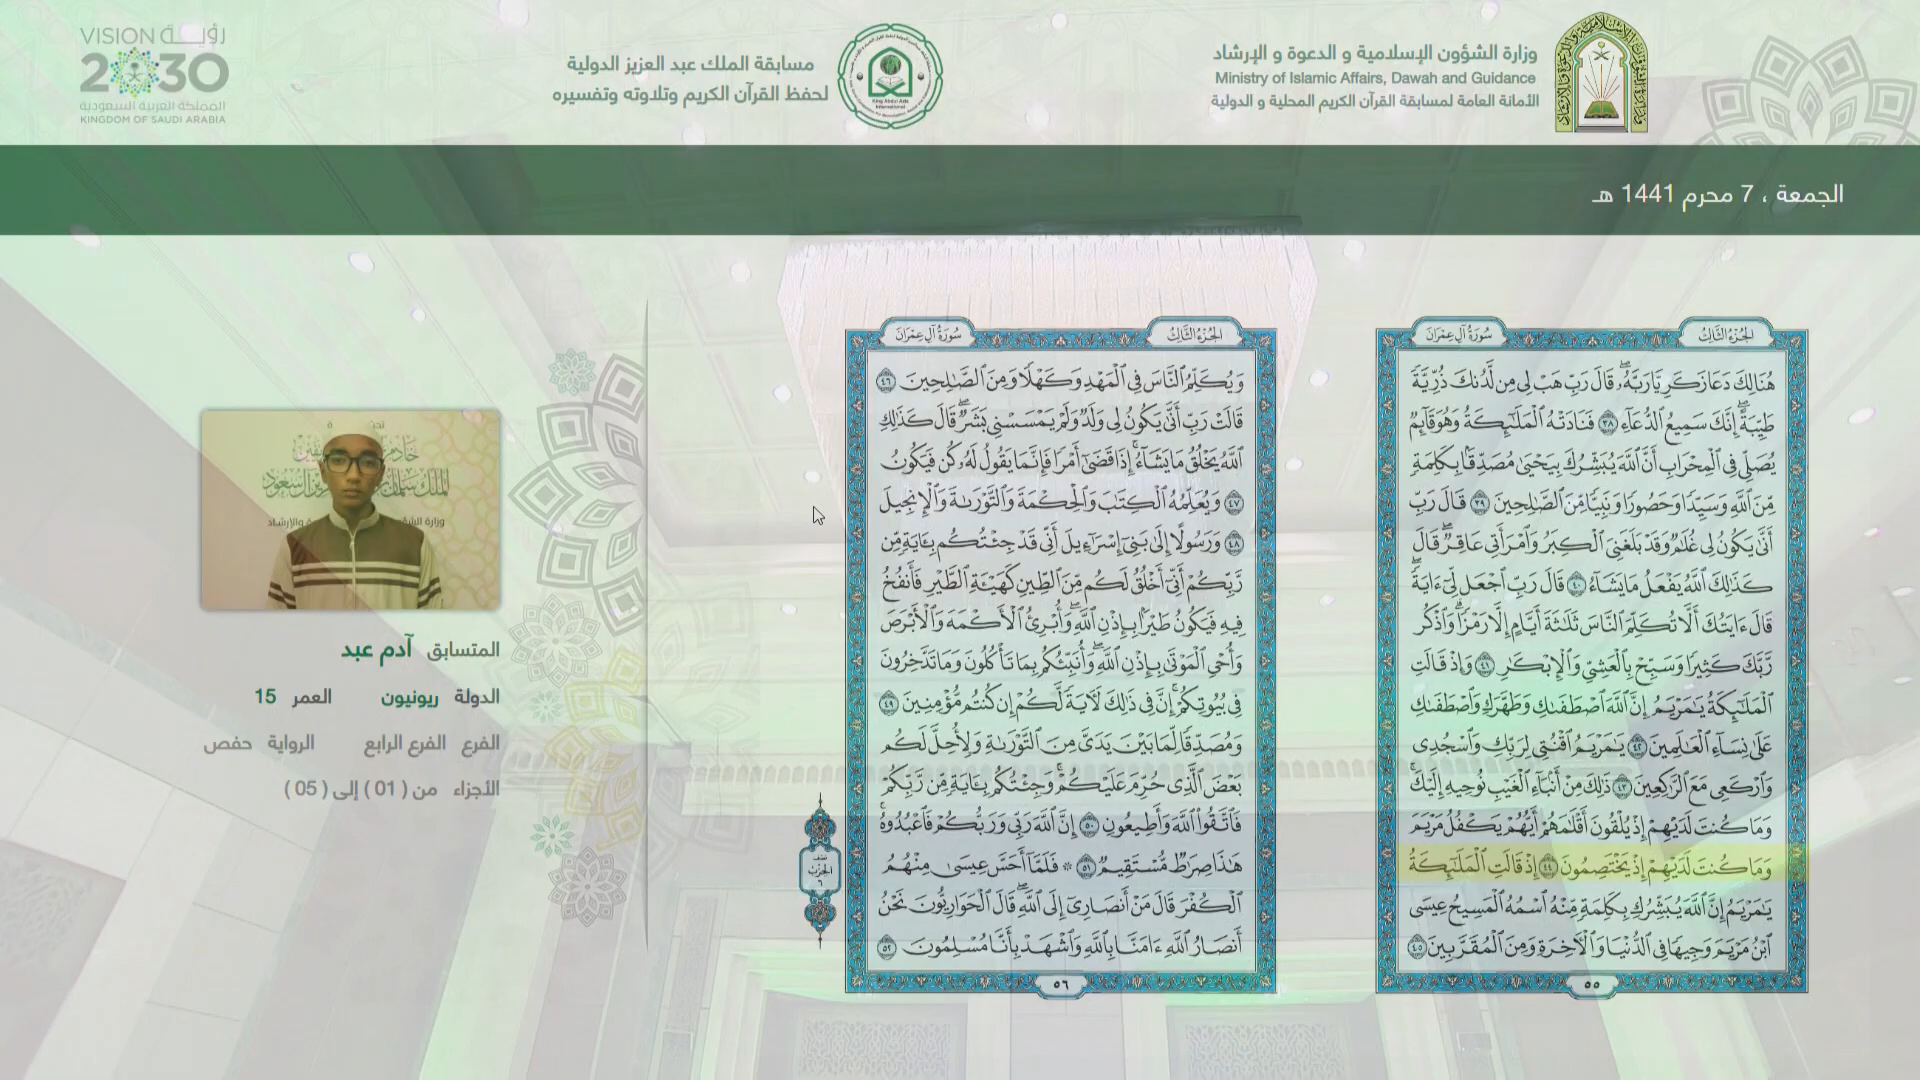 VISION رؤيـــة
2030
المملكة العربية السعودية
KINGDOM OF SAUDI ARABIA
مسابقة الملك عبد العزيز الدولية
لحفظ القرآن الكريم وتلاوته وتفسيره
وزارة الشؤون الإسلامية و الدعوة و الإرشاد
Ministry of Islamic Affairs, Dawah and Guidance
الأمانة العامة لمسابقة القرآن الكريم المحلية و الدولية
الجمعة ، 7 محرم 1441 هـ
الجزء الثالث
سورة آل عمران
هُنَالِكَ دَعَا زَكَرِيَّا رَبَّهُۥ قَالَ رَبِّ هَبْ لِى مِن لَّدُنكَ ذُرِّيَّةً
طَيِّبَةً إِنَّكَ سَمِيعُ ٱلدُّعَآءِ ٣٨ فَنَادَتْهُ ٱلْمَلَٰٓئِكَةُ وَهُوَ قَآئِمٌ
يُصَلِّى فِى ٱلْمِحْرَابِ أَنَّ ٱللَّهَ يُبَشِّرُكَ بِيَحْيَىٰ مُصَدِّقًۢا بِكَلِمَةٍ
مِّنَ ٱللَّهِ وَسَيِّدًا وَحَصُورًا وَنَبِيًّا مِّنَ ٱلصَّٰلِحِينَ ٣٩ قَالَ رَبِّ
أَنَّىٰ يَكُونُ لِى غُلَٰمٌ وَقَدْ بَلَغَنِىَ ٱلْكِبَرُ وَٱمْرَأَتِى عَاقِرٌ قَالَ
كَذَٰلِكَ ٱللَّهُ يَفْعَلُ مَا يَشَآءُ ٤٠ قَالَ رَبِّ ٱجْعَل لِّىٓ ءَايَةً
قَالَ ءَايَتُكَ أَلَّا تُكَلِّمَ ٱلنَّاسَ ثَلَٰثَةَ أَيَّامٍ إِلَّا رَمْزًا وَٱذْكُر
رَّبَّكَ كَثِيرًا وَسَبِّحْ بِٱلْعَشِىِّ وَٱلْإِبْكَٰرِ ٤١ وَإِذْ قَالَتِ
ٱلْمَلَٰٓئِكَةُ يَٰمَرْيَمُ إِنَّ ٱللَّهَ ٱصْطَفَىٰكِ وَطَهَّرَكِ وَٱصْطَفَىٰكِ
عَلَىٰ نِسَآءِ ٱلْعَٰلَمِينَ ٤٢ يَٰمَرْيَمُ ٱقْنُتِى لِرَبِّكِ وَٱسْجُدِى
وَٱرْكَعِى مَعَ ٱلرَّٰكِعِينَ ٤٣ ذَٰلِكَ مِنْ أَنۢبَآءِ ٱلْغَيْبِ نُوحِيهِ إِلَيْكَ
وَمَا كُنتَ لَدَيْهِمْ إِذْ يُلْقُونَ أَقْلَٰمَهُمْ أَيُّهُمْ يَكْفُلُ مَرْيَمَ
وَمَا كُنتَ لَدَيْهِمْ إِذْ يَخْتَصِمُونَ ٤٤ إِذْ قَالَتِ ٱلْمَلَٰٓئِكَةُ
يَٰمَرْيَمُ إِنَّ ٱللَّهَ يُبَشِّرُكِ بِكَلِمَةٍ مِّنْهُ ٱسْمُهُ ٱلْمَسِيحُ عِيسَى
ٱبْنُ مَرْيَمَ وَجِيهًا فِى ٱلدُّنْيَا وَٱلْءَاخِرَةِ وَمِنَ ٱلْمُقَرَّبِينَ ٤٥
٥٥
الجزء الثالث
سورة آل عمران
وَيُكَلِّمُ ٱلنَّاسَ فِى ٱلْمَهْدِ وَكَهْلًا وَمِنَ ٱلصَّٰلِحِينَ ٤٦
قَالَتْ رَبِّ أَنَّىٰ يَكُونُ لِى وَلَدٌ وَلَمْ يَمْسَسْنِى بَشَرٌ قَالَ كَذَٰلِكِ
ٱللَّهُ يَخْلُقُ مَا يَشَآءُ إِذَا قَضَىٰٓ أَمْرًا فَإِنَّمَا يَقُولُ لَهُۥ كُن فَيَكُونُ
٤٧ وَيُعَلِّمُهُ ٱلْكِتَٰبَ وَٱلْحِكْمَةَ وَٱلتَّوْرَىٰةَ وَٱلْإِنجِيلَ
٤٨ وَرَسُولًا إِلَىٰ بَنِىٓ إِسْرَٰٓءِيلَ أَنِّى قَدْ جِئْتُكُم بِـَٔايَةٍ مِّن
رَّبِّكُمْ أَنِّىٓ أَخْلُقُ لَكُم مِّنَ ٱلطِّينِ كَهَيْـَٔةِ ٱلطَّيْرِ فَأَنفُخُ
فِيهِ فَيَكُونُ طَيْرًۢا بِإِذْنِ ٱللَّهِ وَأُبْرِئُ ٱلْأَكْمَهَ وَٱلْأَبْرَصَ
وَأُحْىِ ٱلْمَوْتَىٰ بِإِذْنِ ٱللَّهِ وَأُنَبِّئُكُم بِمَا تَأْكُلُونَ وَمَا تَدَّخِرُونَ
فِى بُيُوتِكُمْ إِنَّ فِى ذَٰلِكَ لَءَايَةً لَّكُمْ إِن كُنتُم مُّؤْمِنِينَ ٤٩
وَمُصَدِّقًا لِّمَا بَيْنَ يَدَىَّ مِنَ ٱلتَّوْرَىٰةِ وَلِأُحِلَّ لَكُم
بَعْضَ ٱلَّذِى حُرِّمَ عَلَيْكُمْ وَجِئْتُكُم بِـَٔايَةٍ مِّن رَّبِّكُمْ
فَٱتَّقُوا۟ ٱللَّهَ وَأَطِيعُونِ ٥٠ إِنَّ ٱللَّهَ رَبِّى وَرَبُّكُمْ فَٱعْبُدُوهُ
هَٰذَا صِرَٰطٌ مُّسْتَقِيمٌ ٥١ ۞ فَلَمَّآ أَحَسَّ عِيسَىٰ مِنْهُمُ
ٱلْكُفْرَ قَالَ مَنْ أَنصَارِىٓ إِلَى ٱللَّهِ قَالَ ٱلْحَوَارِيُّونَ نَحْنُ
أَنصَارُ ٱللَّهِ ءَامَنَّا بِٱللَّهِ وَٱشْهَدْ بِأَنَّا مُسْلِمُونَ ٥٢
٥٦
نصف
الحزب
٦
المتسابق آدم عبد
الدولة ريونيون العمر 15
الفرع الفرع الرابع الرواية حفص
الأجزاء من ( 01 ) إلى ( 05 )